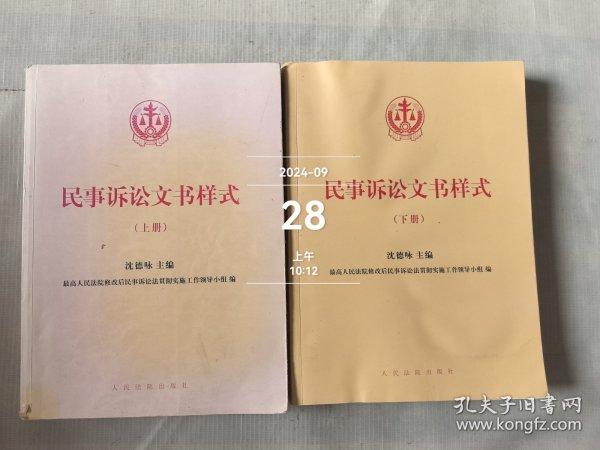 民事诉讼文书样式
（上册）
沈德咏 主编
最高人民法院修改后民事诉讼法贯彻实施工作领导小组 编
人民法院出版社
民事诉讼文书样式
（下册）
沈德咏 主编
最高人民法院修改后民事诉讼法贯彻实施工作领导小组 编
人民法院出版社
2024-09
28
上午
10:12
孔夫子旧书网
www.kongfz.com